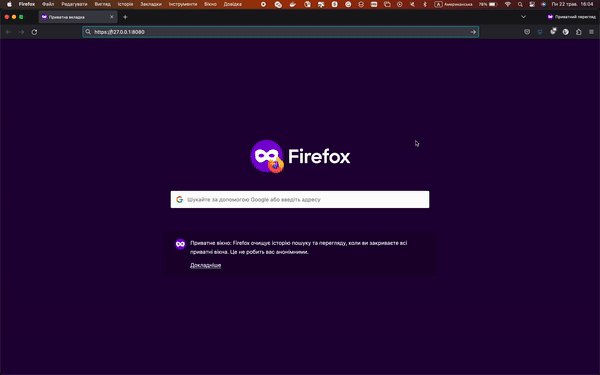 Firefox Файл Редагувати Вигляд Історія Закладки Інструменти Вікно Довідка
Американська 76% Пн 22 трав. 16:04
Приватна вкладка
Приватний перегляд
https://127.0.0.1:8080
Firefox
Шукайте за допомогою Google або введіть адресу
Приватне вікно: Firefox очищує історію пошуку та перегляду, коли ви закриваєте всі
приватні вікна. Це не робить вас анонімними.
Докладніше